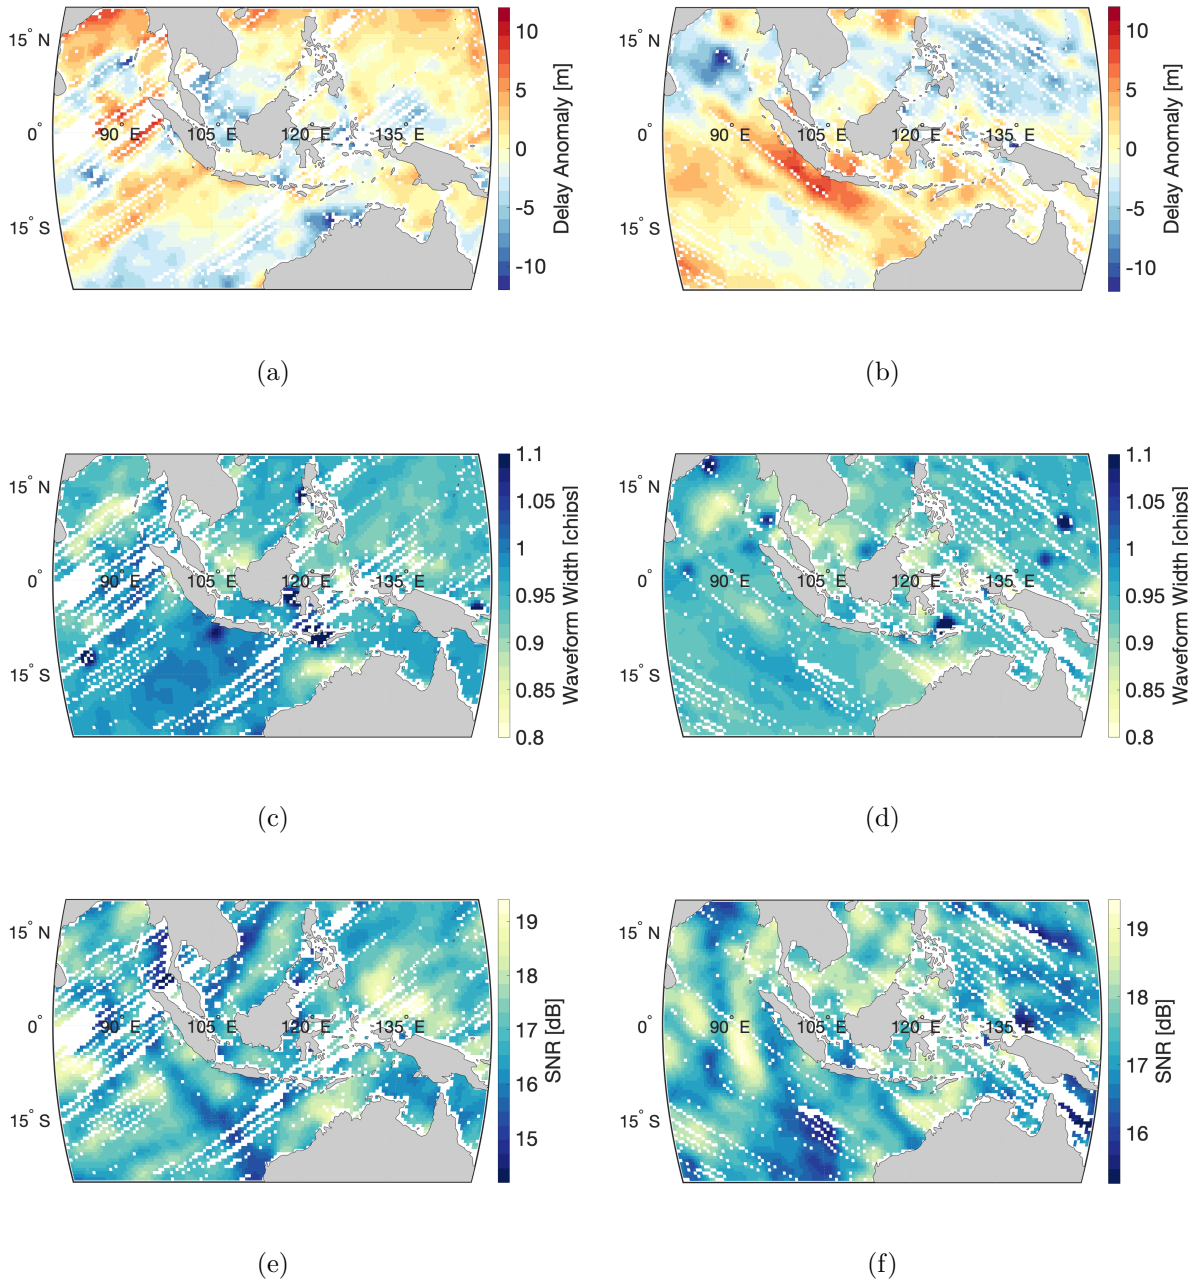 15° N
0°
15° S
90° E
105° E
120° E
135° E
10
5
0
-5
-10
Delay Anomaly [m]
(a)
15° N
0°
15° S
90° E
105° E
120° E
135° E
10
5
0
-5
-10
Delay Anomaly [m]
(b)
15° N
0°
15° S
90° E
105° E
120° E
135° E
1.1
1.05
1
0.95
0.9
0.85
0.8
Waveform Width [chips]
(c)
15° N
0°
15° S
90° E
105° E
120° E
135° E
1.1
1.05
1
0.95
0.9
0.85
0.8
Waveform Width [chips]
(d)
15° N
0°
15° S
90° E
105° E
120° E
135° E
19
18
17
16
15
SNR [dB]
(e)
15° N
0°
15° S
90° E
105° E
120° E
135° E
19
18
17
16
SNR [dB]
(f)